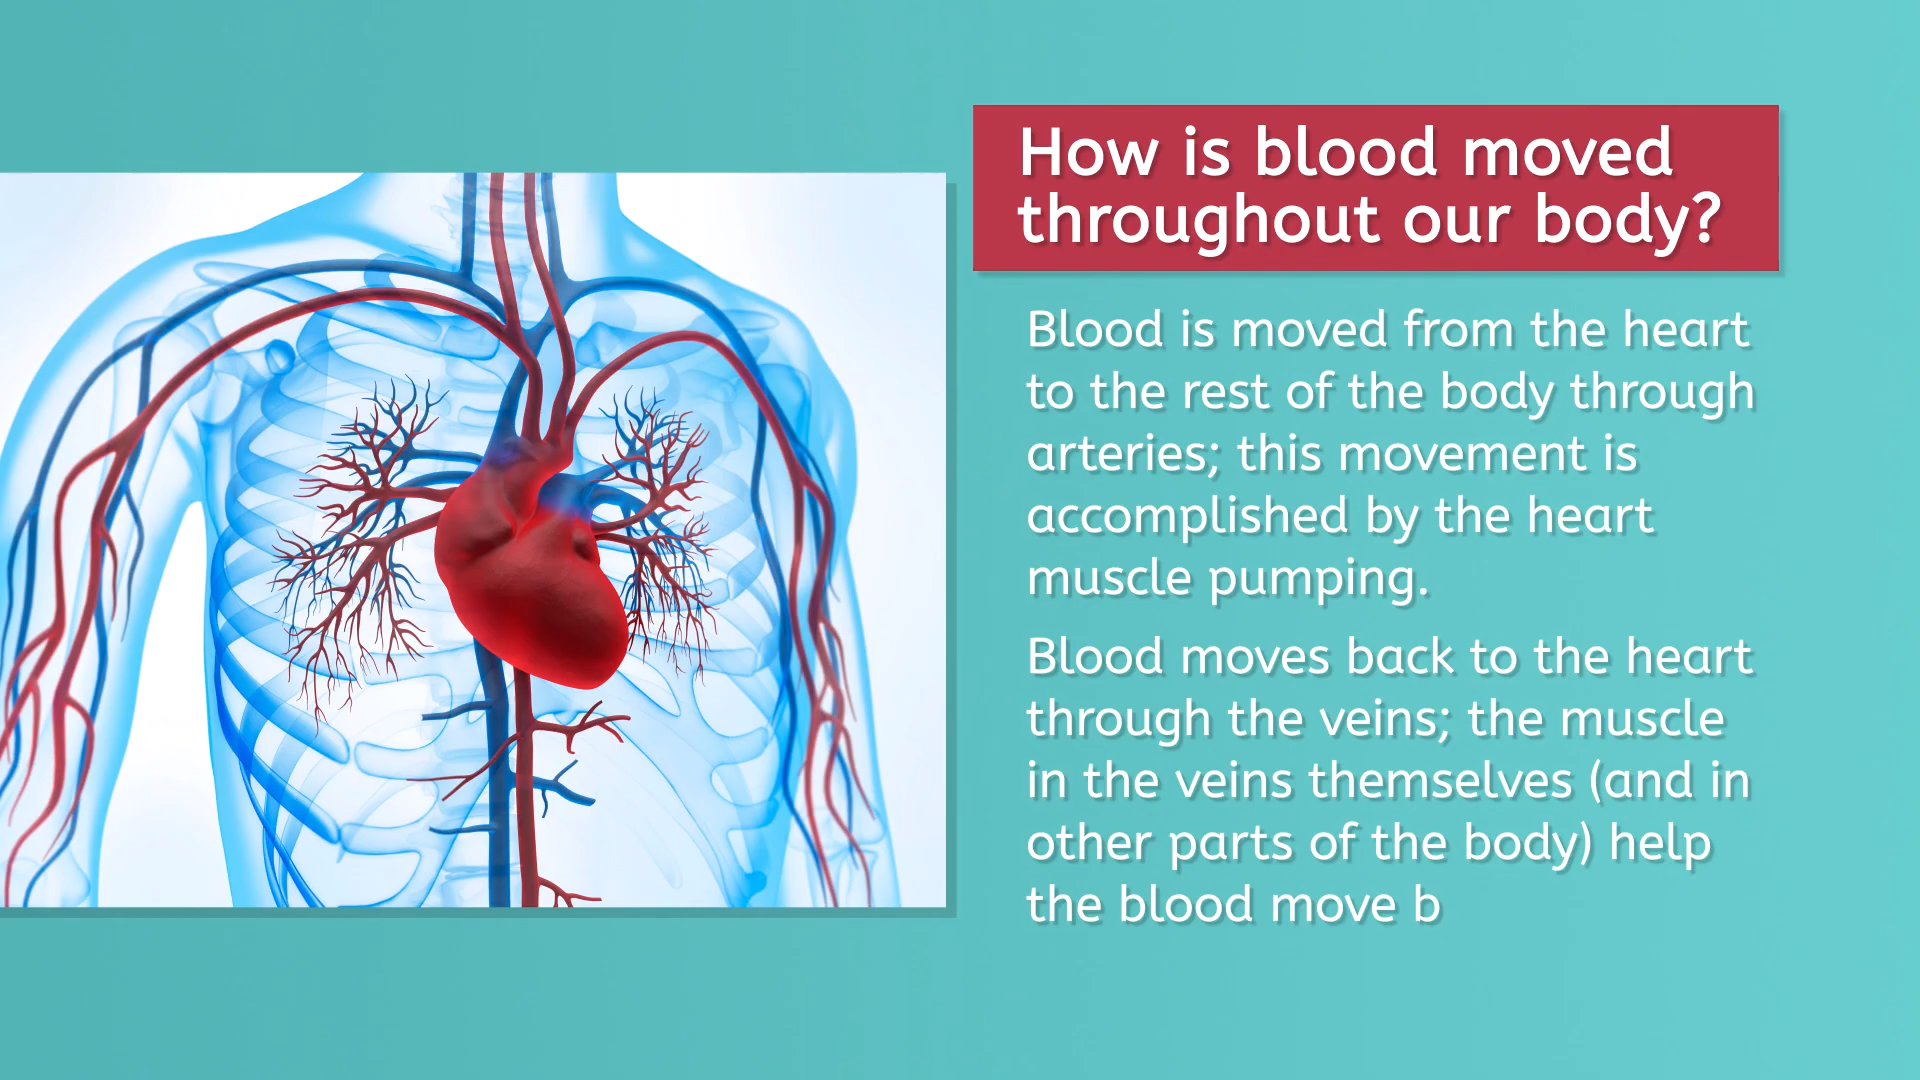 How is blood moved
throughout our body?
Blood is moved from the heart
to the rest of the body through
arteries; this movement is
accomplished by the heart
muscle pumping.
Blood moves back to the heart
through the veins; the muscle
in the veins themselves (and in
other parts of the body) help
the blood move b